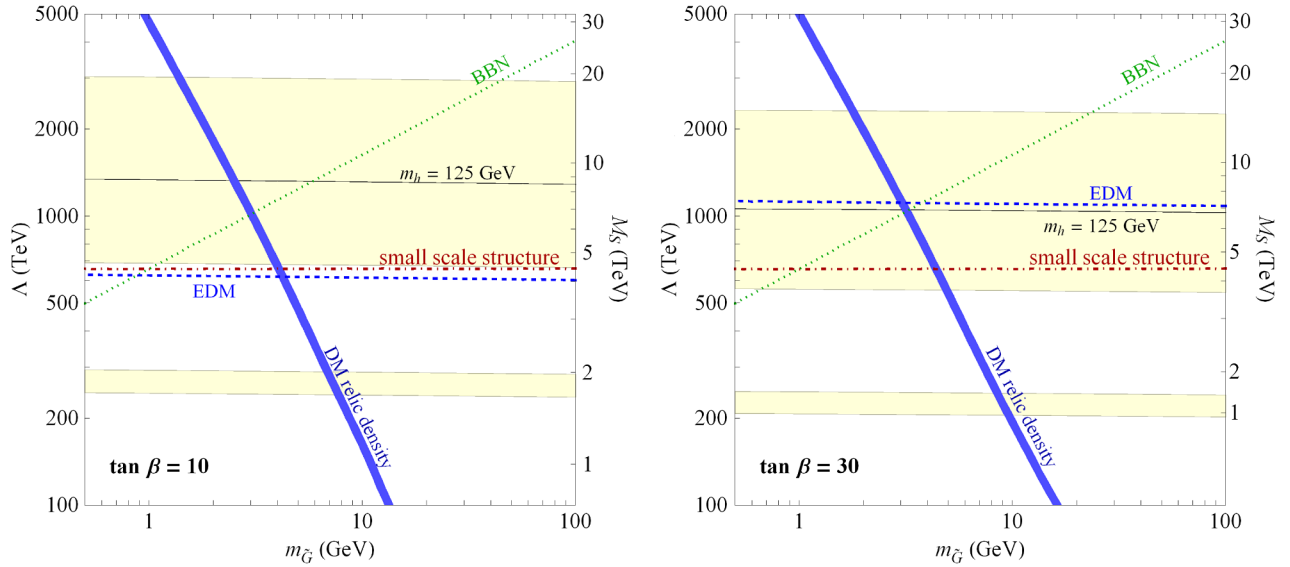 5000
2000
1000
500
200
100
Λ (TeV)
30
20
10
5
4
2
1
M_S (TeV)
BBN
m_h = 125 GeV
small scale structure
EDM
DM relic density
tan β = 10
1
10
100
m_G̃ (GeV)
5000
2000
1000
500
200
100
Λ (TeV)
30
20
10
5
4
2
1
M_S (TeV)
BBN
EDM
m_h = 125 GeV
small scale structure
DM relic density
tan β = 30
1
10
100
m_G̃ (GeV)